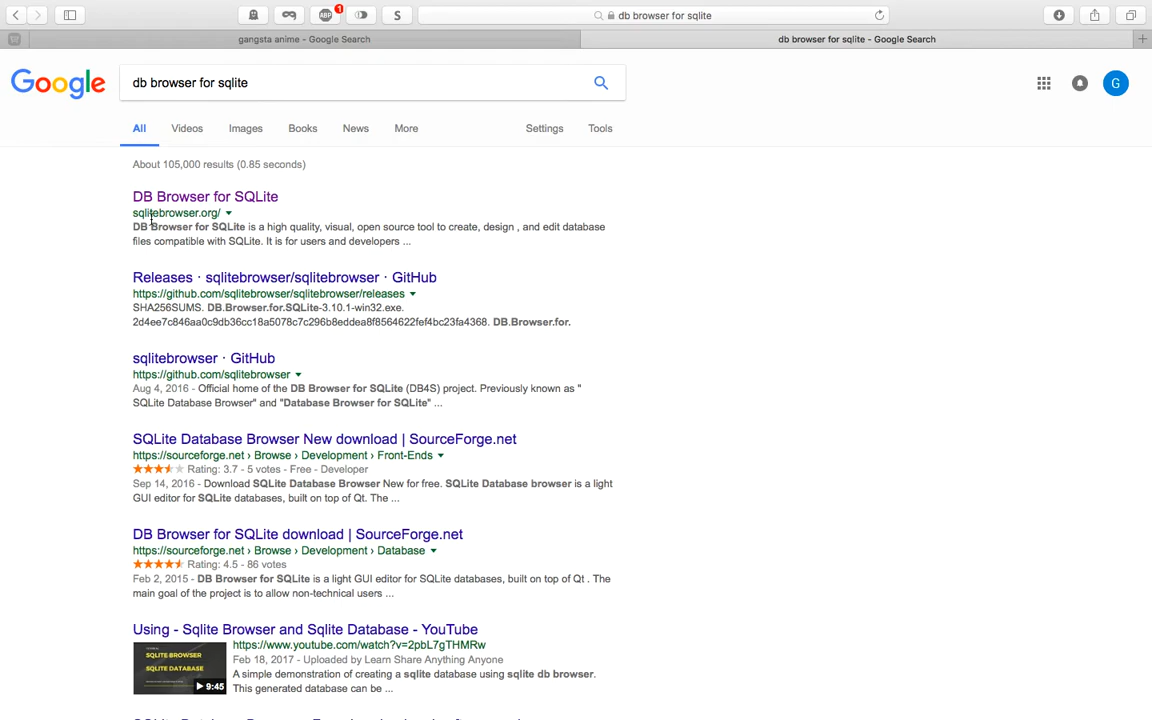 ABP
1
S
db browser for sqlite
gangsta anime - Google Search
db browser for sqlite - Google Search
Google
db browser for sqlite
G
All
Videos
Images
Books
News
More
Settings
Tools
About 105,000 results (0.85 seconds)
DB Browser for SQLite
sqlitebrowser.org/
DB Browser for SQLite is a high quality, visual, open source tool to create, design , and edit database
files compatible with SQLite. It is for users and developers ...
Releases · sqlitebrowser/sqlitebrowser · GitHub
https://github.com/sqlitebrowser/sqlitebrowser/releases
SHA256SUMS. DB.Browser.for.SQLite-3.10.1-win32.exe.
2d4ee7c846aa0c9db36cc18a5078c7c296b8eddea8f8564622fef4bc23fa4368. DB.Browser.for.
sqlitebrowser · GitHub
https://github.com/sqlitebrowser
Aug 4, 2016 - Official home of the DB Browser for SQLite (DB4S) project. Previously known as "
SQLite Database Browser" and "Database Browser for SQLite" ...
SQLite Database Browser New download | SourceForge.net
https://sourceforge.net › Browse › Development › Front-Ends
Rating: 3.7 - 5 votes - Free - Developer
Sep 14, 2016 - Download SQLite Database Browser New for free. SQLite Database browser is a light
GUI editor for SQLite databases, built on top of Qt. The ...
DB Browser for SQLite download | SourceForge.net
https://sourceforge.net › Browse › Development › Database
Rating: 4.5 - 86 votes
Feb 2, 2015 - DB Browser for SQLite is a light GUI editor for SQLite databases, built on top of Qt . The
main goal of the project is to allow non-technical users ...
Using - Sqlite Browser and Sqlite Database - YouTube
https://www.youtube.com/watch?v=2pbL7gTHMRw
SQLITE BROWSER
SQLITE DATABASE
9:45
Feb 18, 2017 - Uploaded by Learn Share Anything Anyone
A simple demonstration of creating a sqlite database using sqlite db browser.
This generated database can be ...